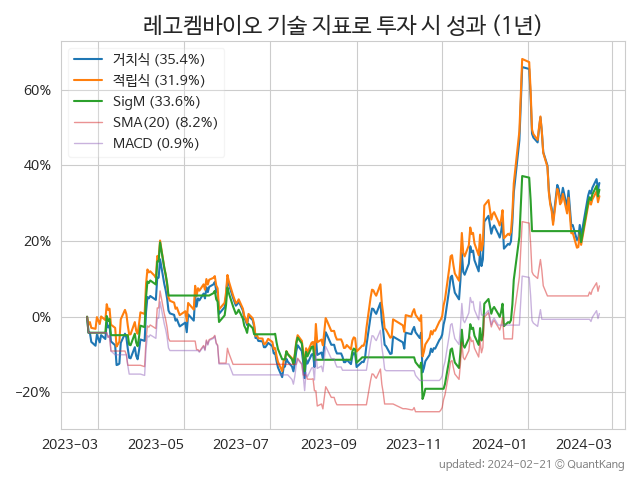 레고켐바이오 기술 지표로 투자 시 성과 (1년)
거치식 (35.4%)
적립식 (31.9%)
SigM (33.6%)
SMA(20) (8.2%)
MACD (0.9%)
60%
40%
20%
0%
−20%
2023-03 2023-05 2023-07 2023-09 2023-11 2024-01 2024-03
updated: 2024-02-21 © QuantKang